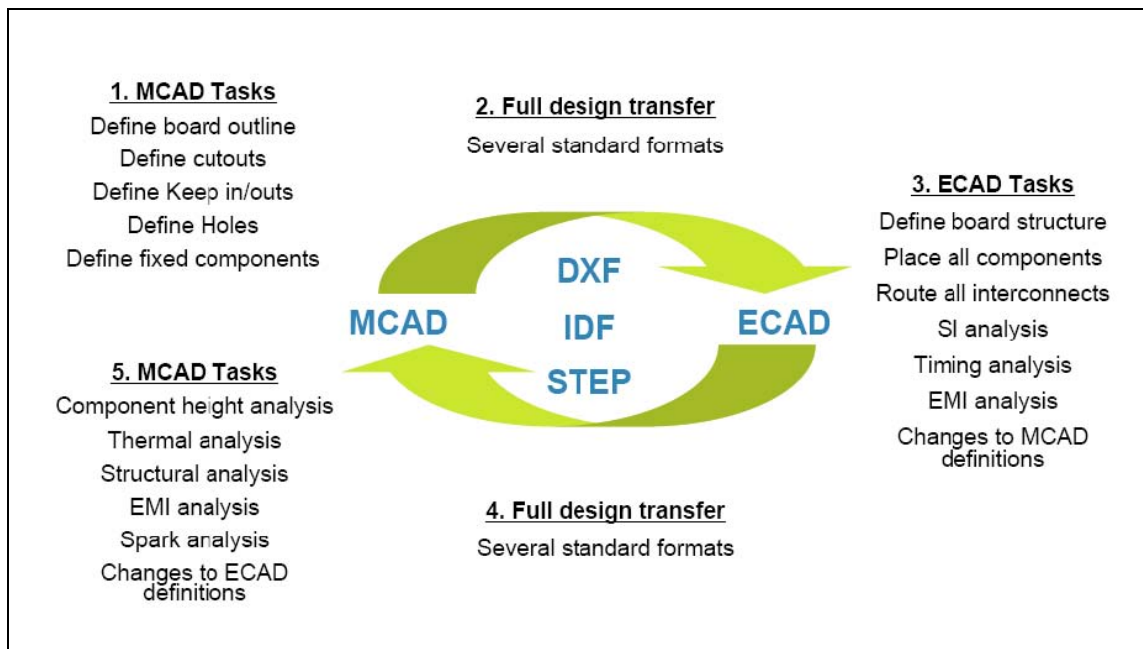 1. MCAD Tasks
Define board outline
Define cutouts
Define Keep in/outs
Define Holes
Define fixed components
2. Full design transfer
Several standard formats
3. ECAD Tasks
Define board structure
Place all components
Route all interconnects
SI analysis
Timing analysis
EMI analysis
Changes to MCAD
definitions
DXF
MCAD
IDF
ECAD
STEP
5. MCAD Tasks
Component height analysis
Thermal analysis
Structural analysis
EMI analysis
Spark analysis
Changes to ECAD
definitions
4. Full design transfer
Several standard formats